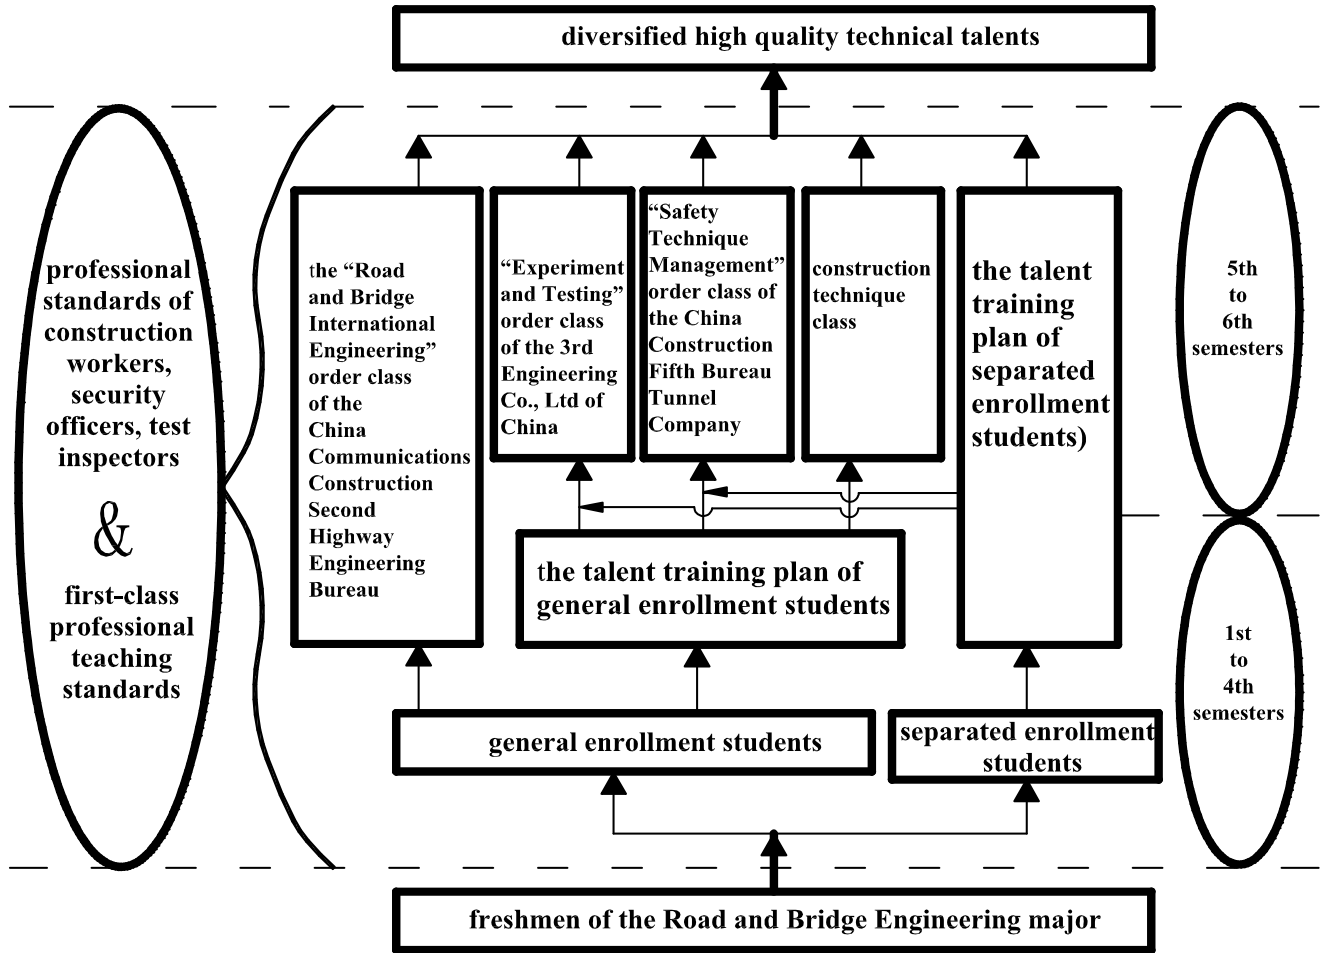 diversified high quality technical talents
professional
standards of
construction
workers,
security
officers, test
inspectors
&
first-class
professional
teaching
standards
the “Road
and Bridge
International
Engineering”
order class
of the
China
Communications
Construction
Second
Highway
Engineering
Bureau
“Experiment
and Testing”
order class
of the 3rd
Engineering
Co., Ltd of
China
“Safety
Technique
Management”
order class of
the China
Construction
Fifth Bureau
Tunnel
Company
construction
technique
class
the talent
training
plan of
separated
enrollment
students)
5th
to
6th
semesters
the talent training plan of
general enrollment students
1st
to
4th
semesters
general enrollment students
separated enrollment
students
freshmen of the Road and Bridge Engineering major